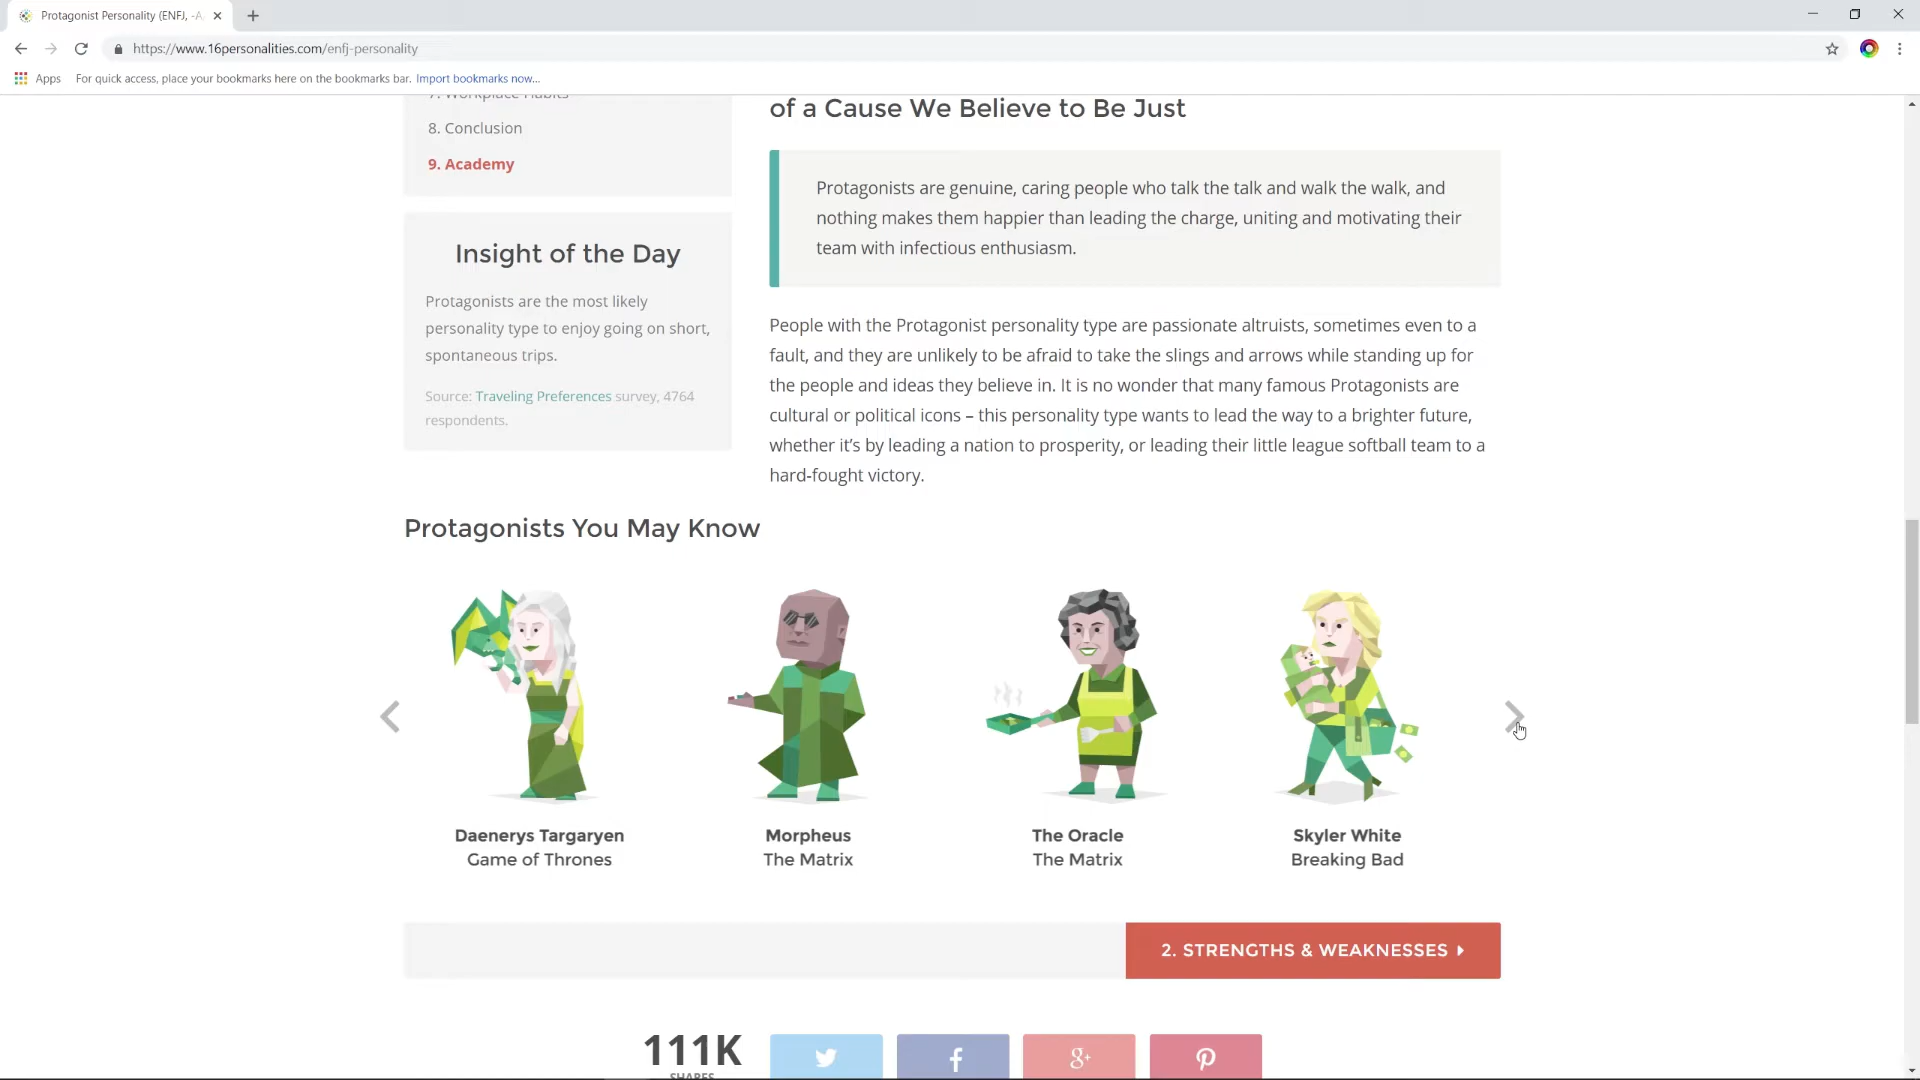 Protagonist Personality (ENFJ, -A
https://www.16personalities.com/enfj-personality
Apps
For quick access, place your bookmarks here on the bookmarks bar. Import bookmarks now...
7. Workplace Habits
8. Conclusion
9. Academy
Insight of the Day
Protagonists are the most likely
personality type to enjoy going on short,
spontaneous trips.
Source: Traveling Preferences survey, 4764
respondents.
of a Cause We Believe to Be Just
Protagonists are genuine, caring people who talk the talk and walk the walk, and
nothing makes them happier than leading the charge, uniting and motivating their
team with infectious enthusiasm.
People with the Protagonist personality type are passionate altruists, sometimes even to a
fault, and they are unlikely to be afraid to take the slings and arrows while standing up for
the people and ideas they believe in. It is no wonder that many famous Protagonists are
cultural or political icons – this personality type wants to lead the way to a brighter future,
whether it’s by leading a nation to prosperity, or leading their little league softball team to a
hard-fought victory.
Protagonists You May Know
Daenerys Targaryen
Game of Thrones
Morpheus
The Matrix
The Oracle
The Matrix
Skyler White
Breaking Bad
2. STRENGTHS & WEAKNESSES
111K
SHARES